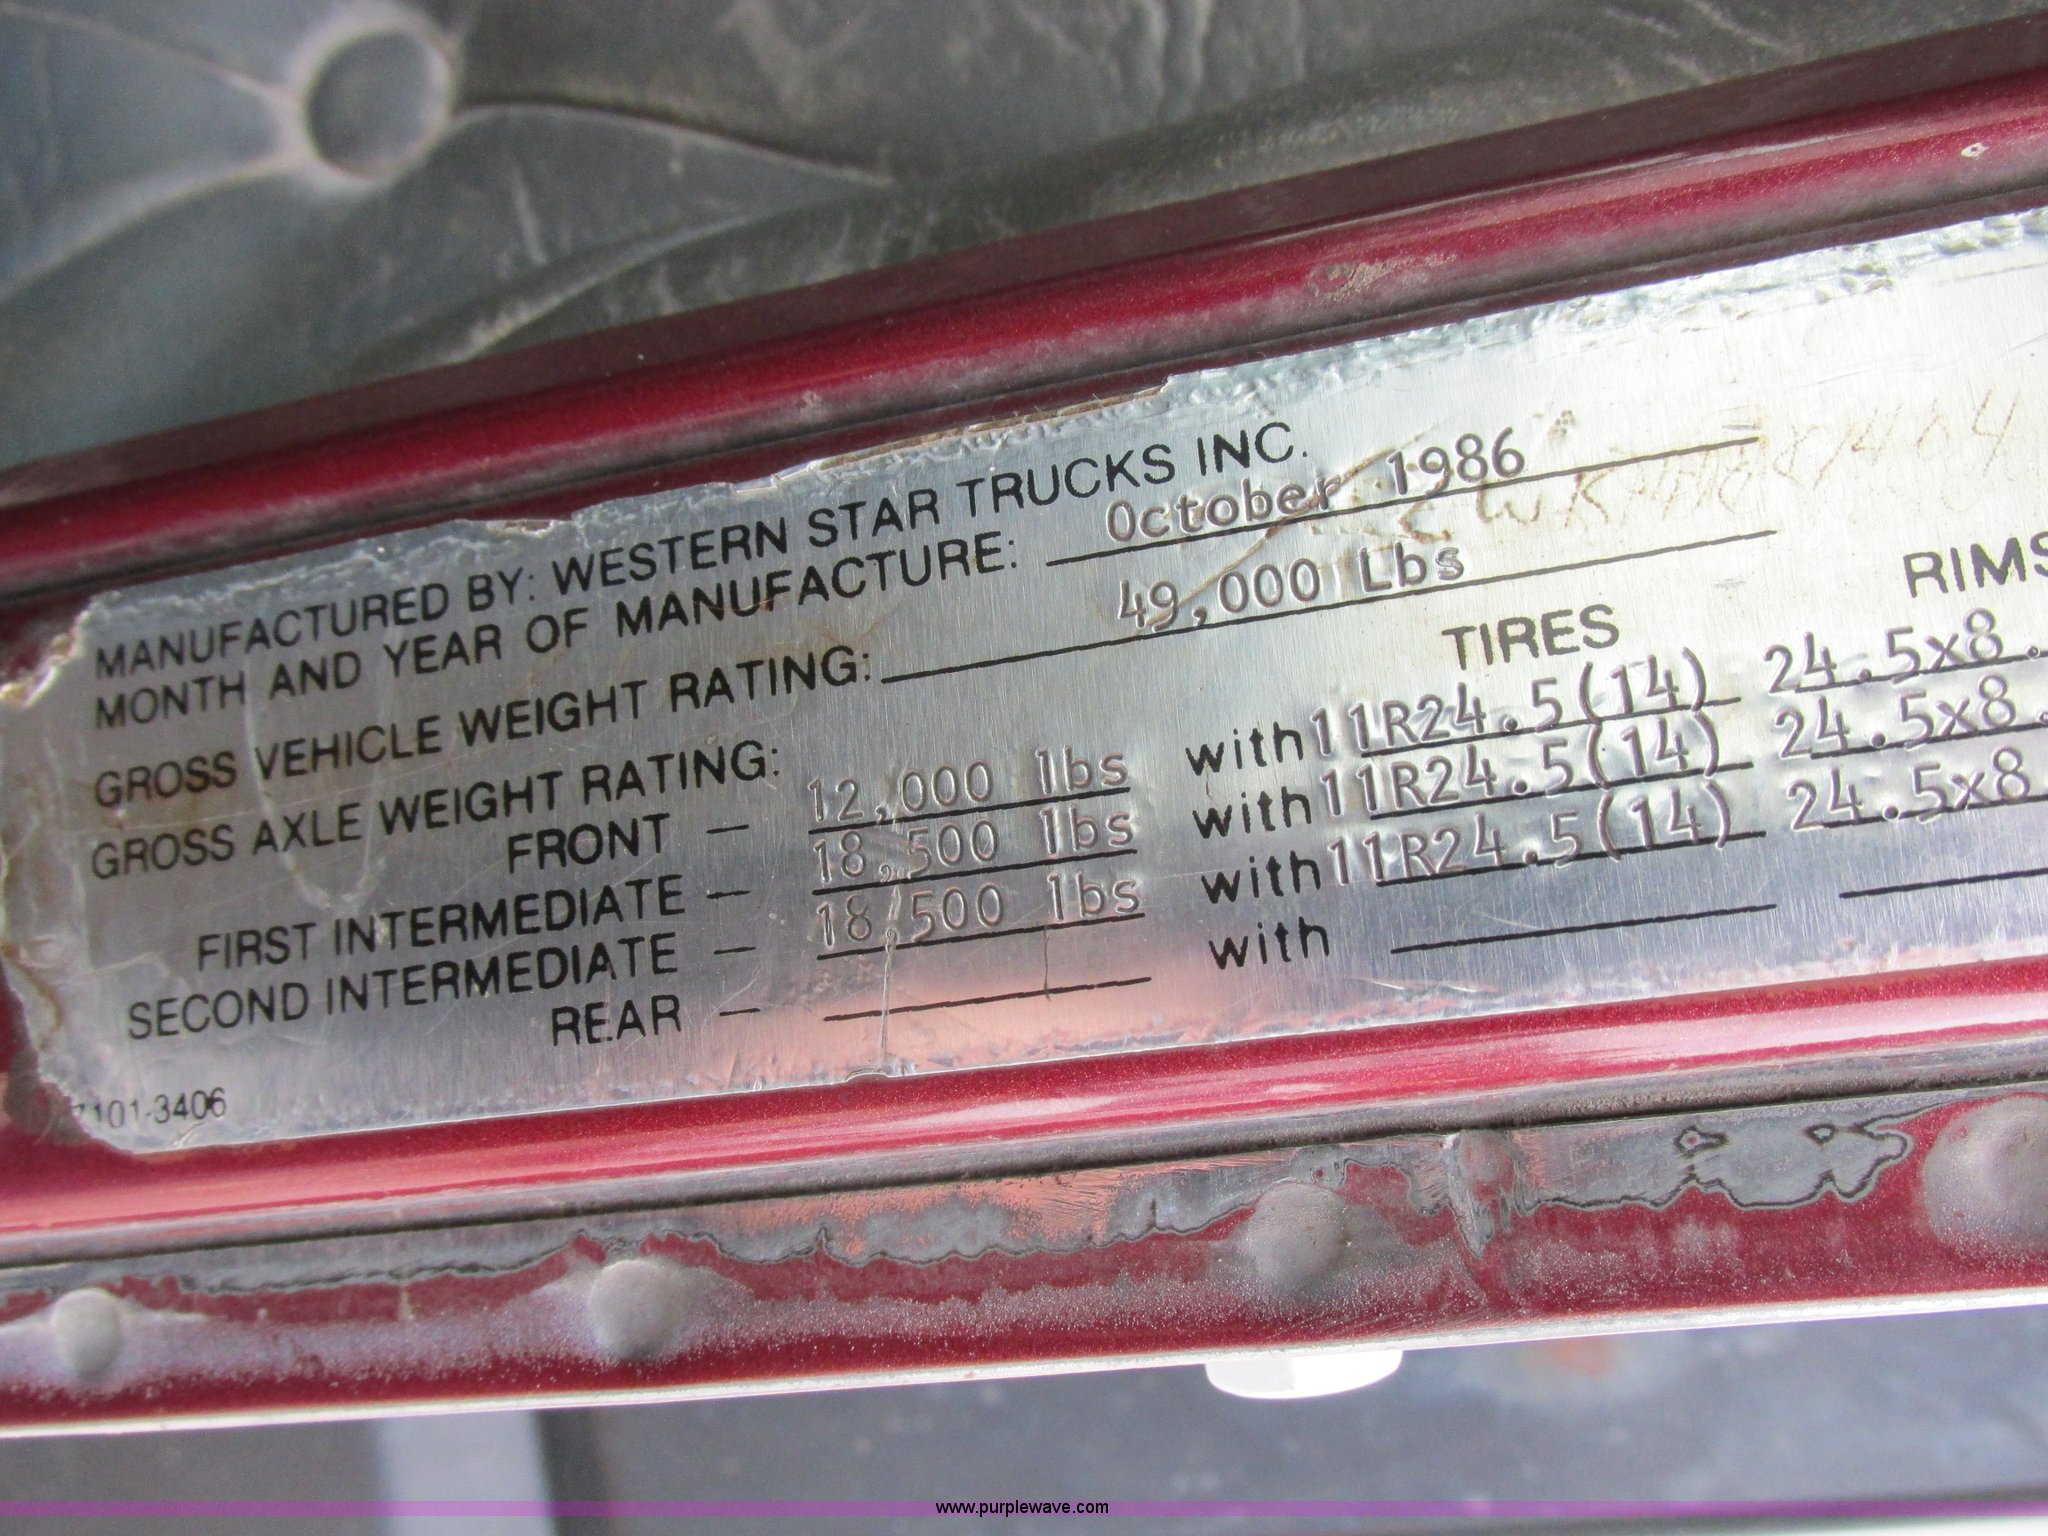 MANUFACTURED BY: WESTERN STAR TRUCKS INC.
MONTH AND YEAR OF MANUFACTURE: October 1986
GROSS VEHICLE WEIGHT RATING: 49,000 Lbs
GROSS AXLE WEIGHT RATING: TIRES RIMS
FRONT – 12,000 lbs with 11R24.5(14) 24.5x8.
FIRST INTERMEDIATE – 18,500 lbs with 11R24.5(14) 24.5x8.
SECOND INTERMEDIATE – 18,500 lbs with 11R24.5(14) 24.5x8
REAR – with
7101-3406
www.purplewave.com